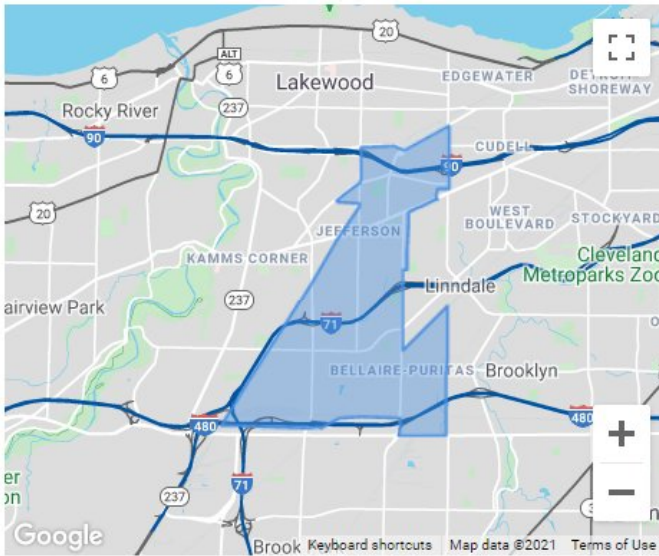 20
ALT
6
6
Lakewood
EDGEWATER
DETROIT
SHOREWAY
237
Rocky River
90
CUDELL
90
20
WEST
BOULEVARD
STOCKYARD
JEFFERSON
KAMMS CORNER
Cleveland
Metroparks Zoo
237
Linndale
airview Park
71
BELLAIRE-PURITAS
Brooklyn
480
480
+
71
237
−
Google
Brook
Keyboard shortcuts
Map data ©2021
Terms of Use